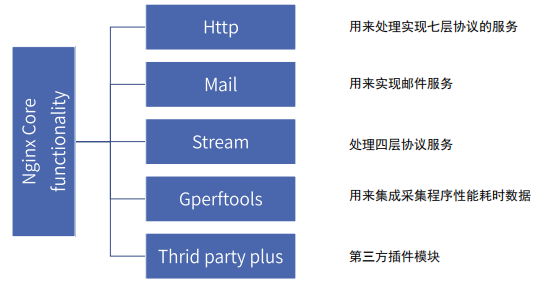 Nginx Core
functionality
Http
用来处理实现七层协议的服务
Mail
用来实现邮件服务
Stream
处理四层协议服务
Gperftools
用来集成采集程序性能耗时数据
Thrid party plus
第三方插件模块